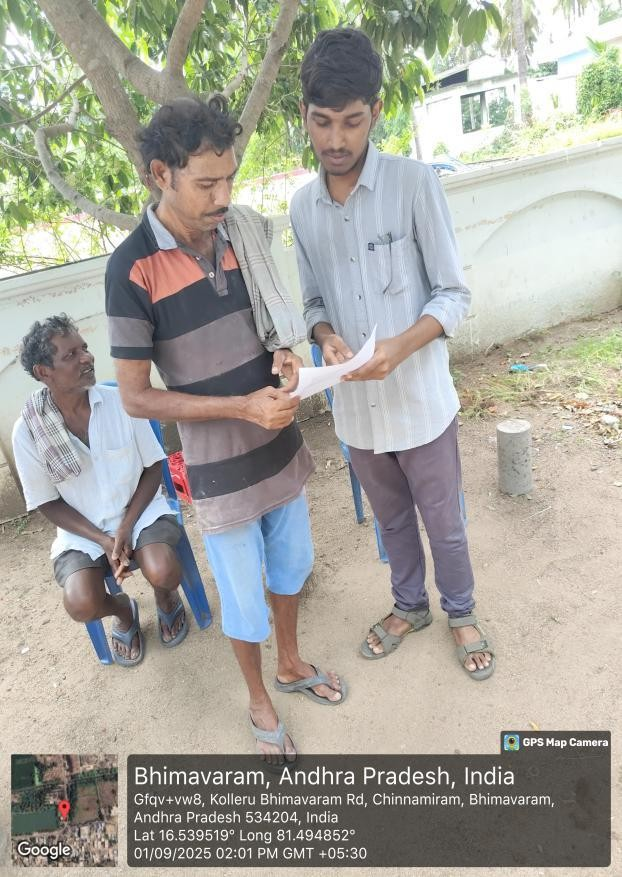 GPS Map Camera
Bhimavaram, Andhra Pradesh, India
Gfqv+vw8, Kolleru Bhimavaram Rd, Chinnamiram, Bhimavaram,
Andhra Pradesh 534204, India
Lat 16.539519° Long 81.494852°
01/09/2025 02:01 PM GMT +05:30
Google